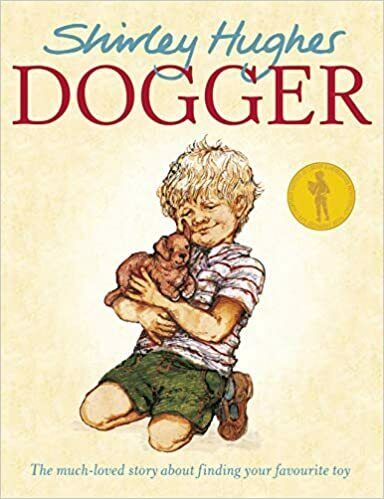 Shirley Hughes
DOGGER
The much-loved story about finding your favourite toy